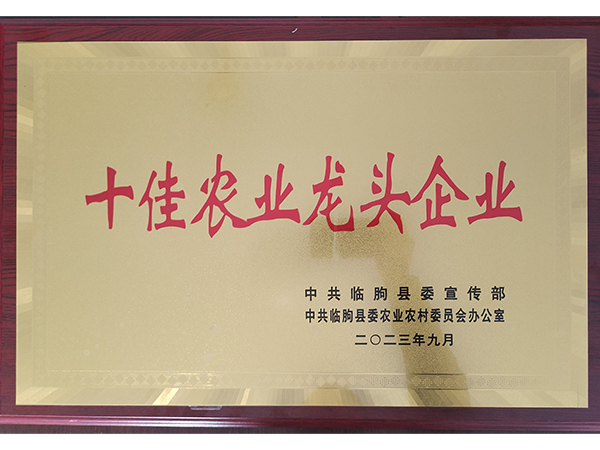 十佳农业龙头企业
中共临朐县委宣传部
中共临朐县委农业农村委员会办公室
二〇二三年九月